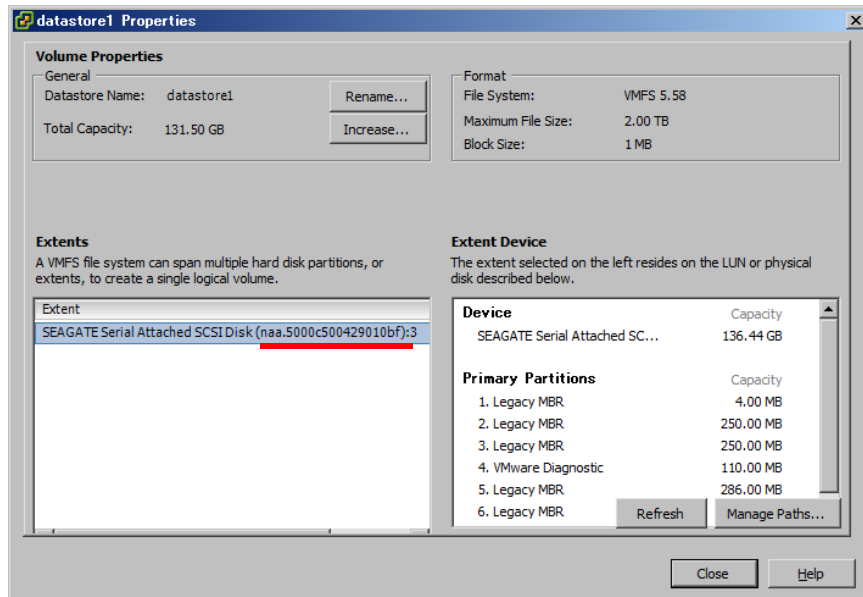 datastore1 Properties
Volume Properties
General
Datastore Name: datastore1
Rename...
Total Capacity: 131.50 GB
Increase...
Format
File System: VMFS 5.58
Maximum File Size: 2.00 TB
Block Size: 1 MB
Extents
A VMFS file system can span multiple hard disk partitions, or
extents, to create a single logical volume.
Extent
SEAGATE Serial Attached SCSI Disk (naa.5000c500429010bf):3
Extent Device
The extent selected on the left resides on the LUN or physical
disk described below.
Device Capacity
SEAGATE Serial Attached SC... 136.44 GB
Primary Partitions Capacity
1. Legacy MBR 4.00 MB
2. Legacy MBR 250.00 MB
3. Legacy MBR 250.00 MB
4. VMware Diagnostic 110.00 MB
5. Legacy MBR 286.00 MB
6. Legacy MBR
Refresh
Manage Paths...
Close
Help